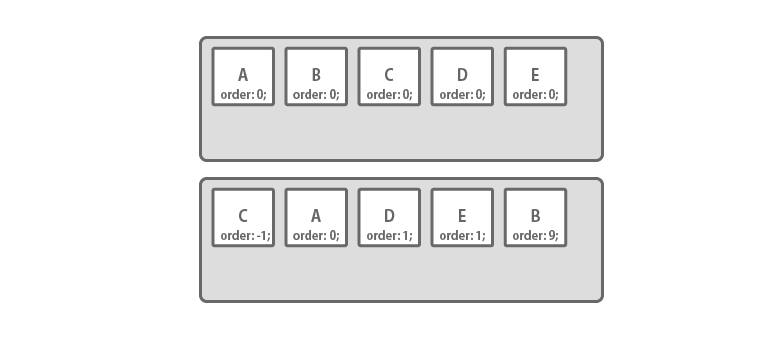 A B C D E
order: 0; order: 0; order: 0; order: 0; order: 0;
C A D E B
order: -1; order: 0; order: 1; order: 1; order: 9;